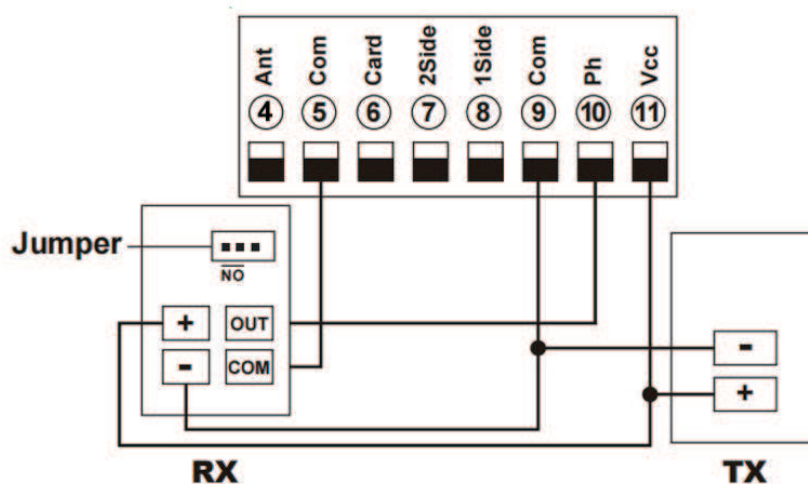 Ant Com Card 2Side 1Side Com Ph Vcc
4 5 6 7 8 9 10 11
Jumper
NO
+ OUT
- COM
-
+
RX TX